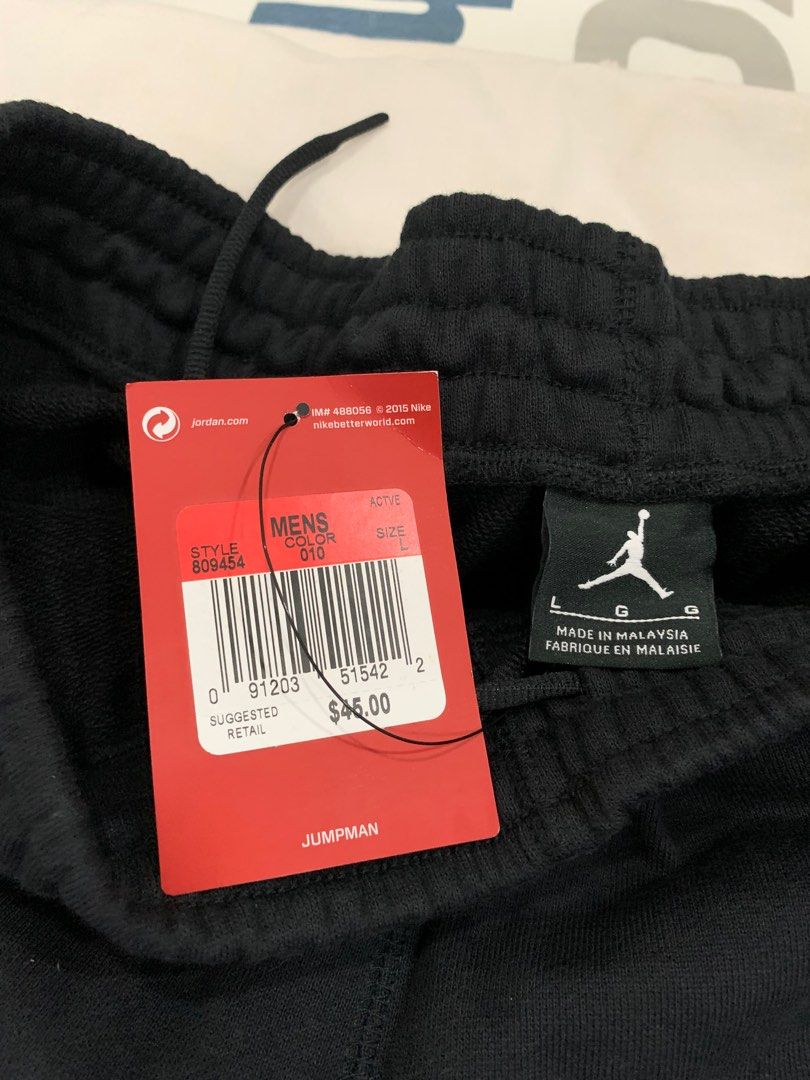 jordan.com
IM# 488056 © 2015 Nike
nikebetterworld.com
ACTVE
MENS
STYLE COLOR SIZE
809454 010 L
0 91203 51542 2
SUGGESTED
RETAIL
$45.00
JUMPMAN
L G G
MADE IN MALAYSIA
FABRIQUE EN MALAISIE